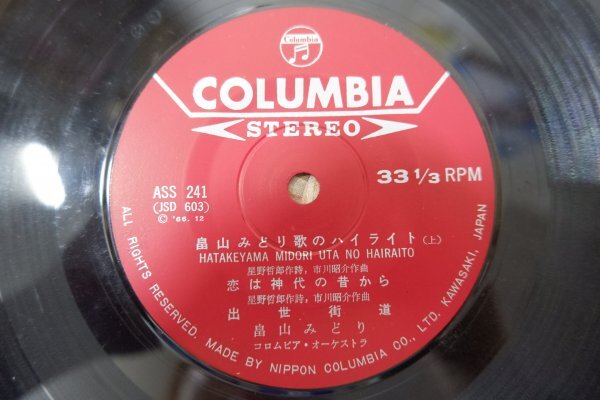 Columbia
COLUMBIA
STEREO
33 1/3 RPM
ASS 241
(JSD 603)
Ⓒ '66. 12
畠山みどり歌のハイライト(上)
HATAKEYAMA MIDORI UTA NO HAIRAITO
星野哲郎作詩, 市川昭介作曲
恋は神代の昔から
星野哲郎作詩, 市川昭介作曲
出世街道
畠山みどり
コロムビア・オーケストラ
ALL RIGHTS RESERVED. MADE BY NIPPON COLUMBIA CO., LTD. KAWASAKI, JAPAN